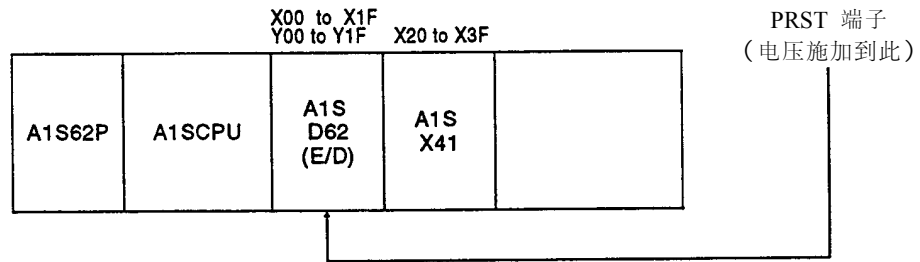 X00 to X1F
Y00 to Y1F
X20 to X3F
PRST 端子
（电压施加到此）
A1S62P
A1SCPU
A1S
D62
(E/D)
A1S
X41